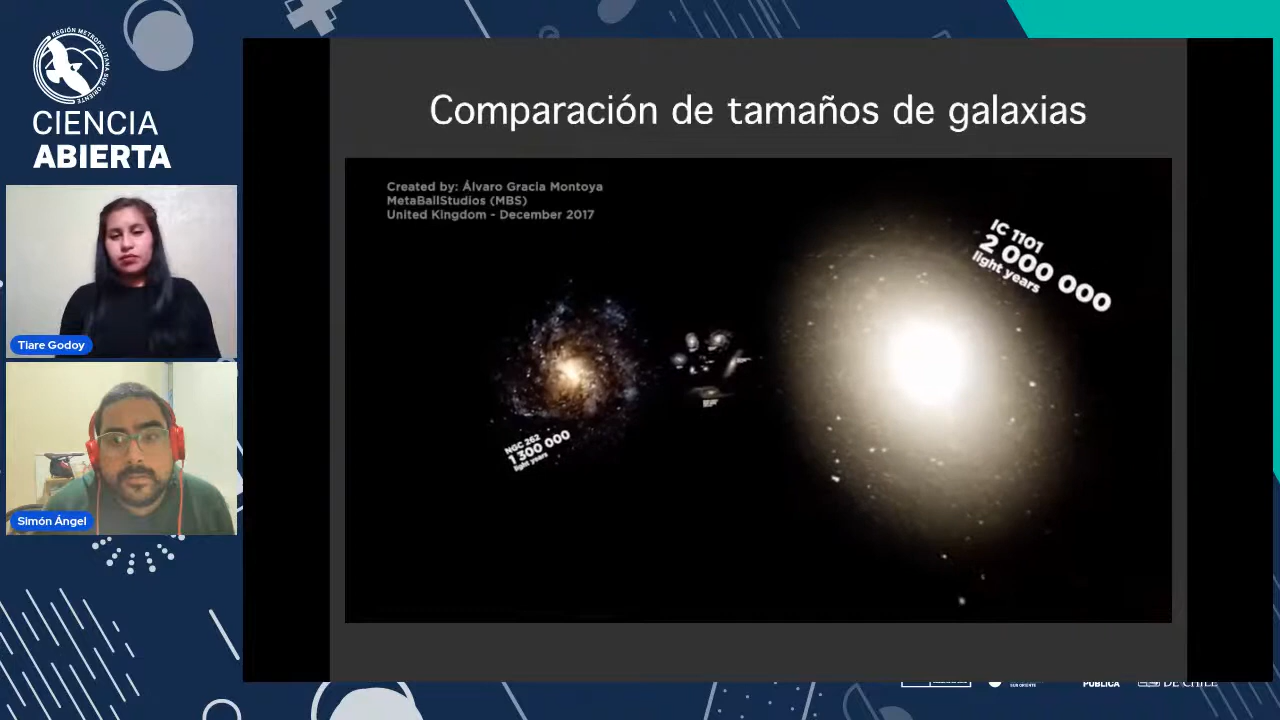 REGIÓN METROPOLITANA
SUR ORIENTE
CIENCIA
ABIERTA
Tiare Godoy
Simón Ángel
Comparación de tamaños de galaxias
Created by: Álvaro Gracia Montoya
MetaBallStudios (MBS)
United Kingdom - December 2017
IC 1101
2 000 000
light years
NGC 262
1 300 000
light years
SUR ORIENTE
PÚBLICA
DE CHILE